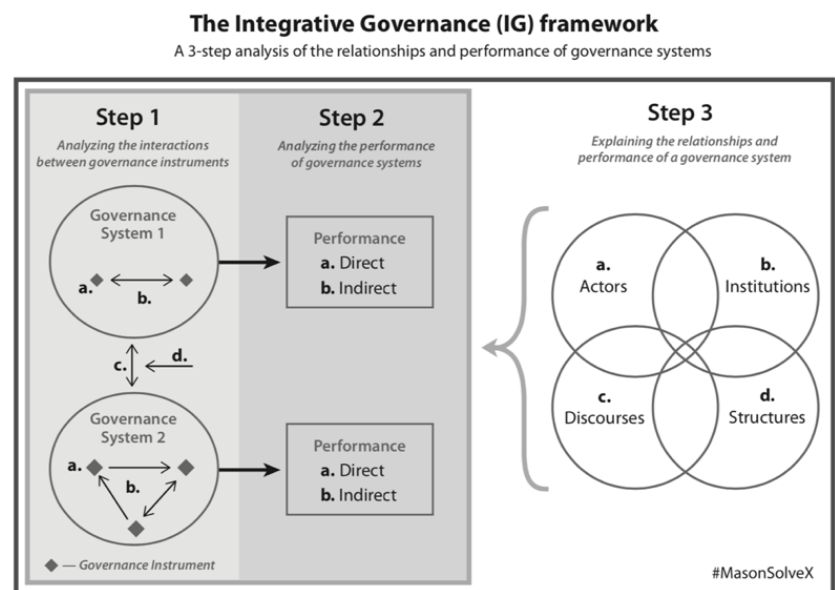 The Integrative Governance (IG) framework
A 3-step analysis of the relationships and performance of governance systems
Step 1
Analyzing the interactions
between governance instruments
Governance
System 1
a.
b.
c.
d.
Governance
System 2
a.
b.
— Governance Instrument
Step 2
Analyzing the performance
of governance systems
Performance
a. Direct
b. Indirect
Performance
a. Direct
b. Indirect
Step 3
Explaining the relationships and
performance of a governance system
a.
Actors
b.
Institutions
c.
Discourses
d.
Structures
#MasonSolveX